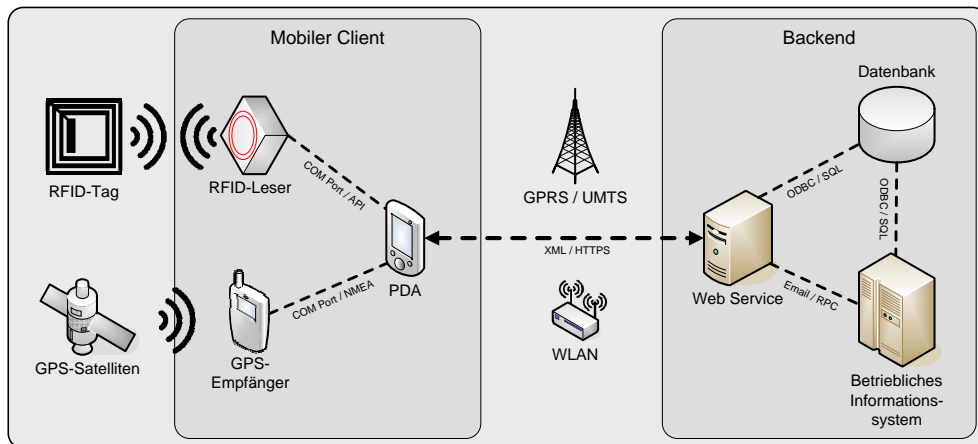 Mobiler Client
Backend
Datenbank
RFID-Tag
RFID-Leser
COM Port / API
GPRS / UMTS
ODBC / SQL
ODBC / SQL
XML / HTTPS
PDA
Web Service
COM Port / NMEA
Email / RPC
GPS-Satelliten
GPS-
Empfänger
WLAN
Betriebliches
Informations-
system